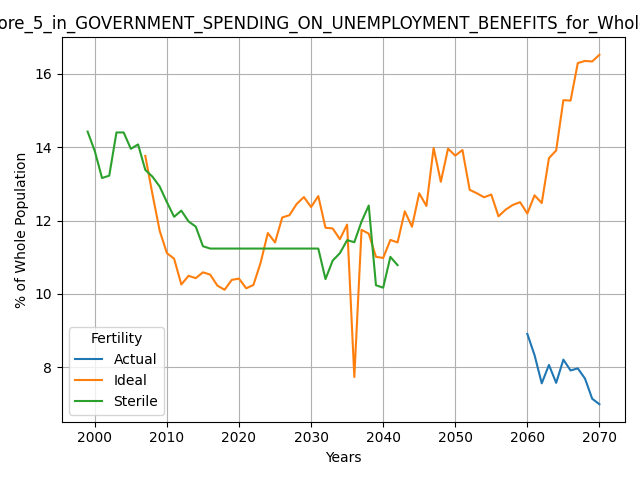 ore_5_in_GOVERNMENT_SPENDING_ON_UNEMPLOYMENT_BENEFITS_for_Whol
% of Whole Population
16
14
12
10
8
Fertility
Actual
Ideal
Sterile
2000 2010 2020 2030 2040 2050 2060 2070
Years